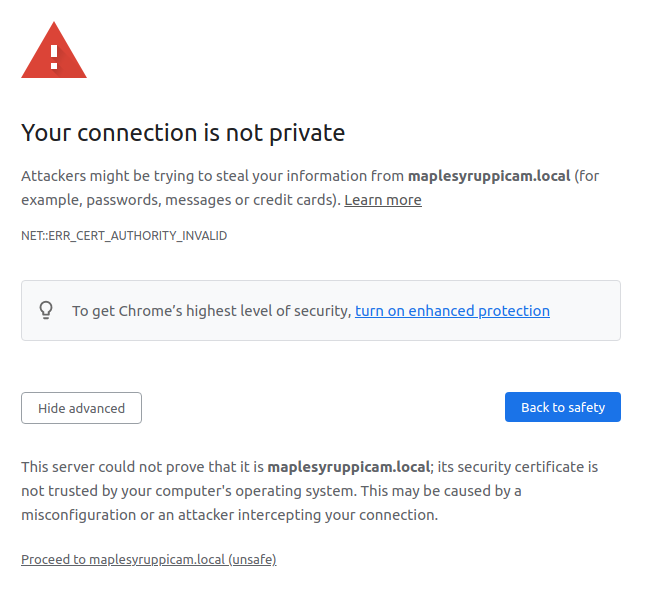 Your connection is not private
Attackers might be trying to steal your information from maplesyruppicam.local (for
example, passwords, messages or credit cards). Learn more
NET::ERR_CERT_AUTHORITY_INVALID
To get Chrome’s highest level of security, turn on enhanced protection
Hide advanced
Back to safety
This server could not prove that it is maplesyruppicam.local; its security certificate is
not trusted by your computer's operating system. This may be caused by a
misconfiguration or an attacker intercepting your connection.
Proceed to maplesyruppicam.local (unsafe)